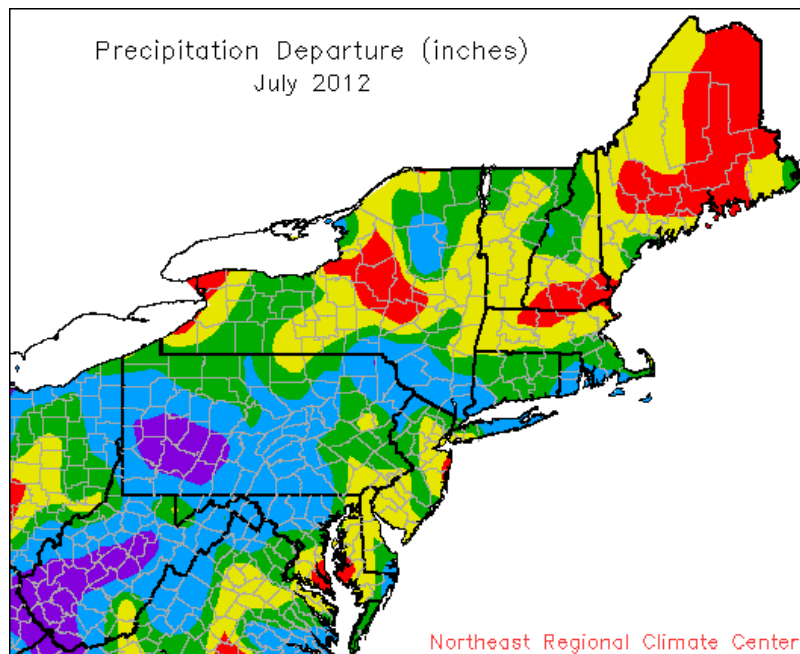 Precipitation Departure (inches)
July 2012
Northeast Regional Climate Center